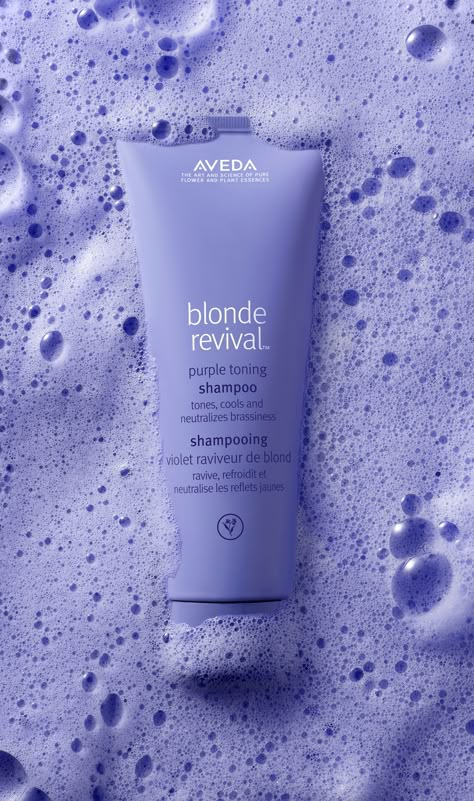 AVEDA
THE ART AND SCIENCE OF PURE
FLOWER AND PLANT ESSENCES
blonde
revival™
purple toning
shampoo
tones, cools and
neutralizes brassiness
shampooing
violet raviveur de blond
ravive, refroidit et
neutralise les reflets jaunes